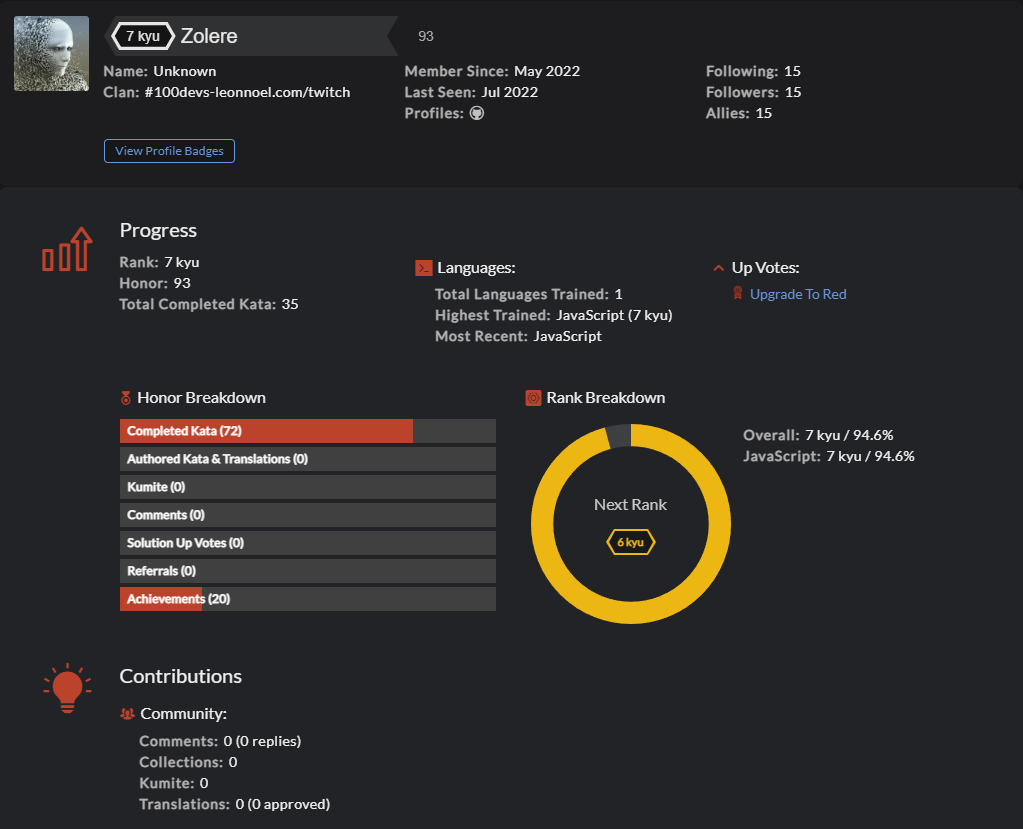 7 kyu Zolere 93
Name: Unknown
Clan: #100devs-leonnoel.com/twitch
Member Since: May 2022
Last Seen: Jul 2022
Profiles:
Following: 15
Followers: 15
Allies: 15
View Profile Badges
Progress
Rank: 7 kyu
Honor: 93
Total Completed Kata: 35
Languages:
Total Languages Trained: 1
Highest Trained: JavaScript (7 kyu)
Most Recent: JavaScript
Up Votes:
Upgrade To Red
Honor Breakdown
Completed Kata (72)
Authored Kata & Translations (0)
Kumite (0)
Comments (0)
Solution Up Votes (0)
Referrals (0)
Achievements (20)
Rank Breakdown
Next Rank
6 kyu
Overall: 7 kyu / 94.6%
JavaScript: 7 kyu / 94.6%
Contributions
Community:
Comments: 0 (0 replies)
Collections: 0
Kumite: 0
Translations: 0 (0 approved)